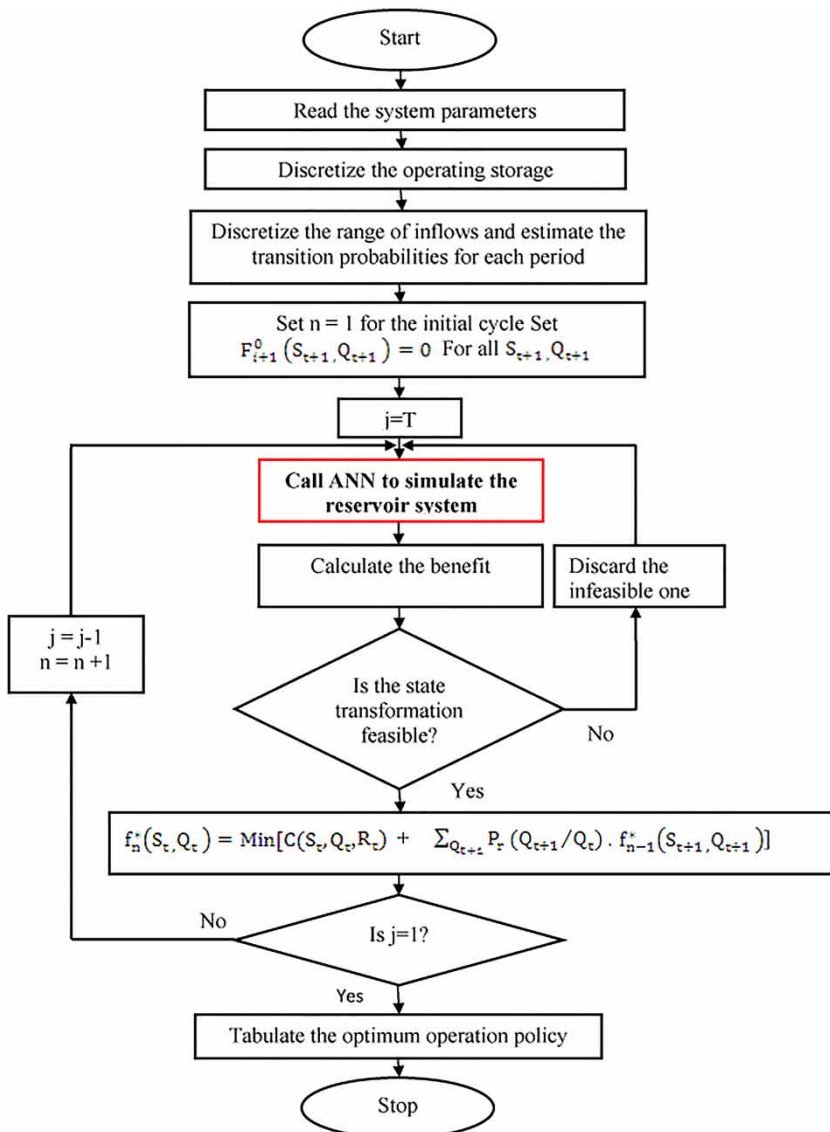 Start
Read the system parameters
Discretize the operating storage
Discretize the range of inflows and estimate the
transition probabilities for each period
Set n = 1 for the initial cycle Set
F⁰ᵢ₊₁(Sₜ₊₁,Qₜ₊₁) = 0 For all Sₜ₊₁,Qₜ₊₁
j=T
Call ANN to simulate the
reservoir system
Calculate the benefit
Discard the
infeasible one
j = j-1
n = n +1
Is the state
transformation
feasible?
No
Yes
f*ₙ(Sₜ,Qₜ) = Min[C(Sₜ,Qₜ,Rₜ) + ∑Qₜ₊₁ Pᵣ(Qₜ₊₁/Qₜ). f*ₙ₋₁(Sₜ₊₁,Qₜ₊₁)]
No
Is j=1?
Yes
Tabulate the optimum operation policy
Stop